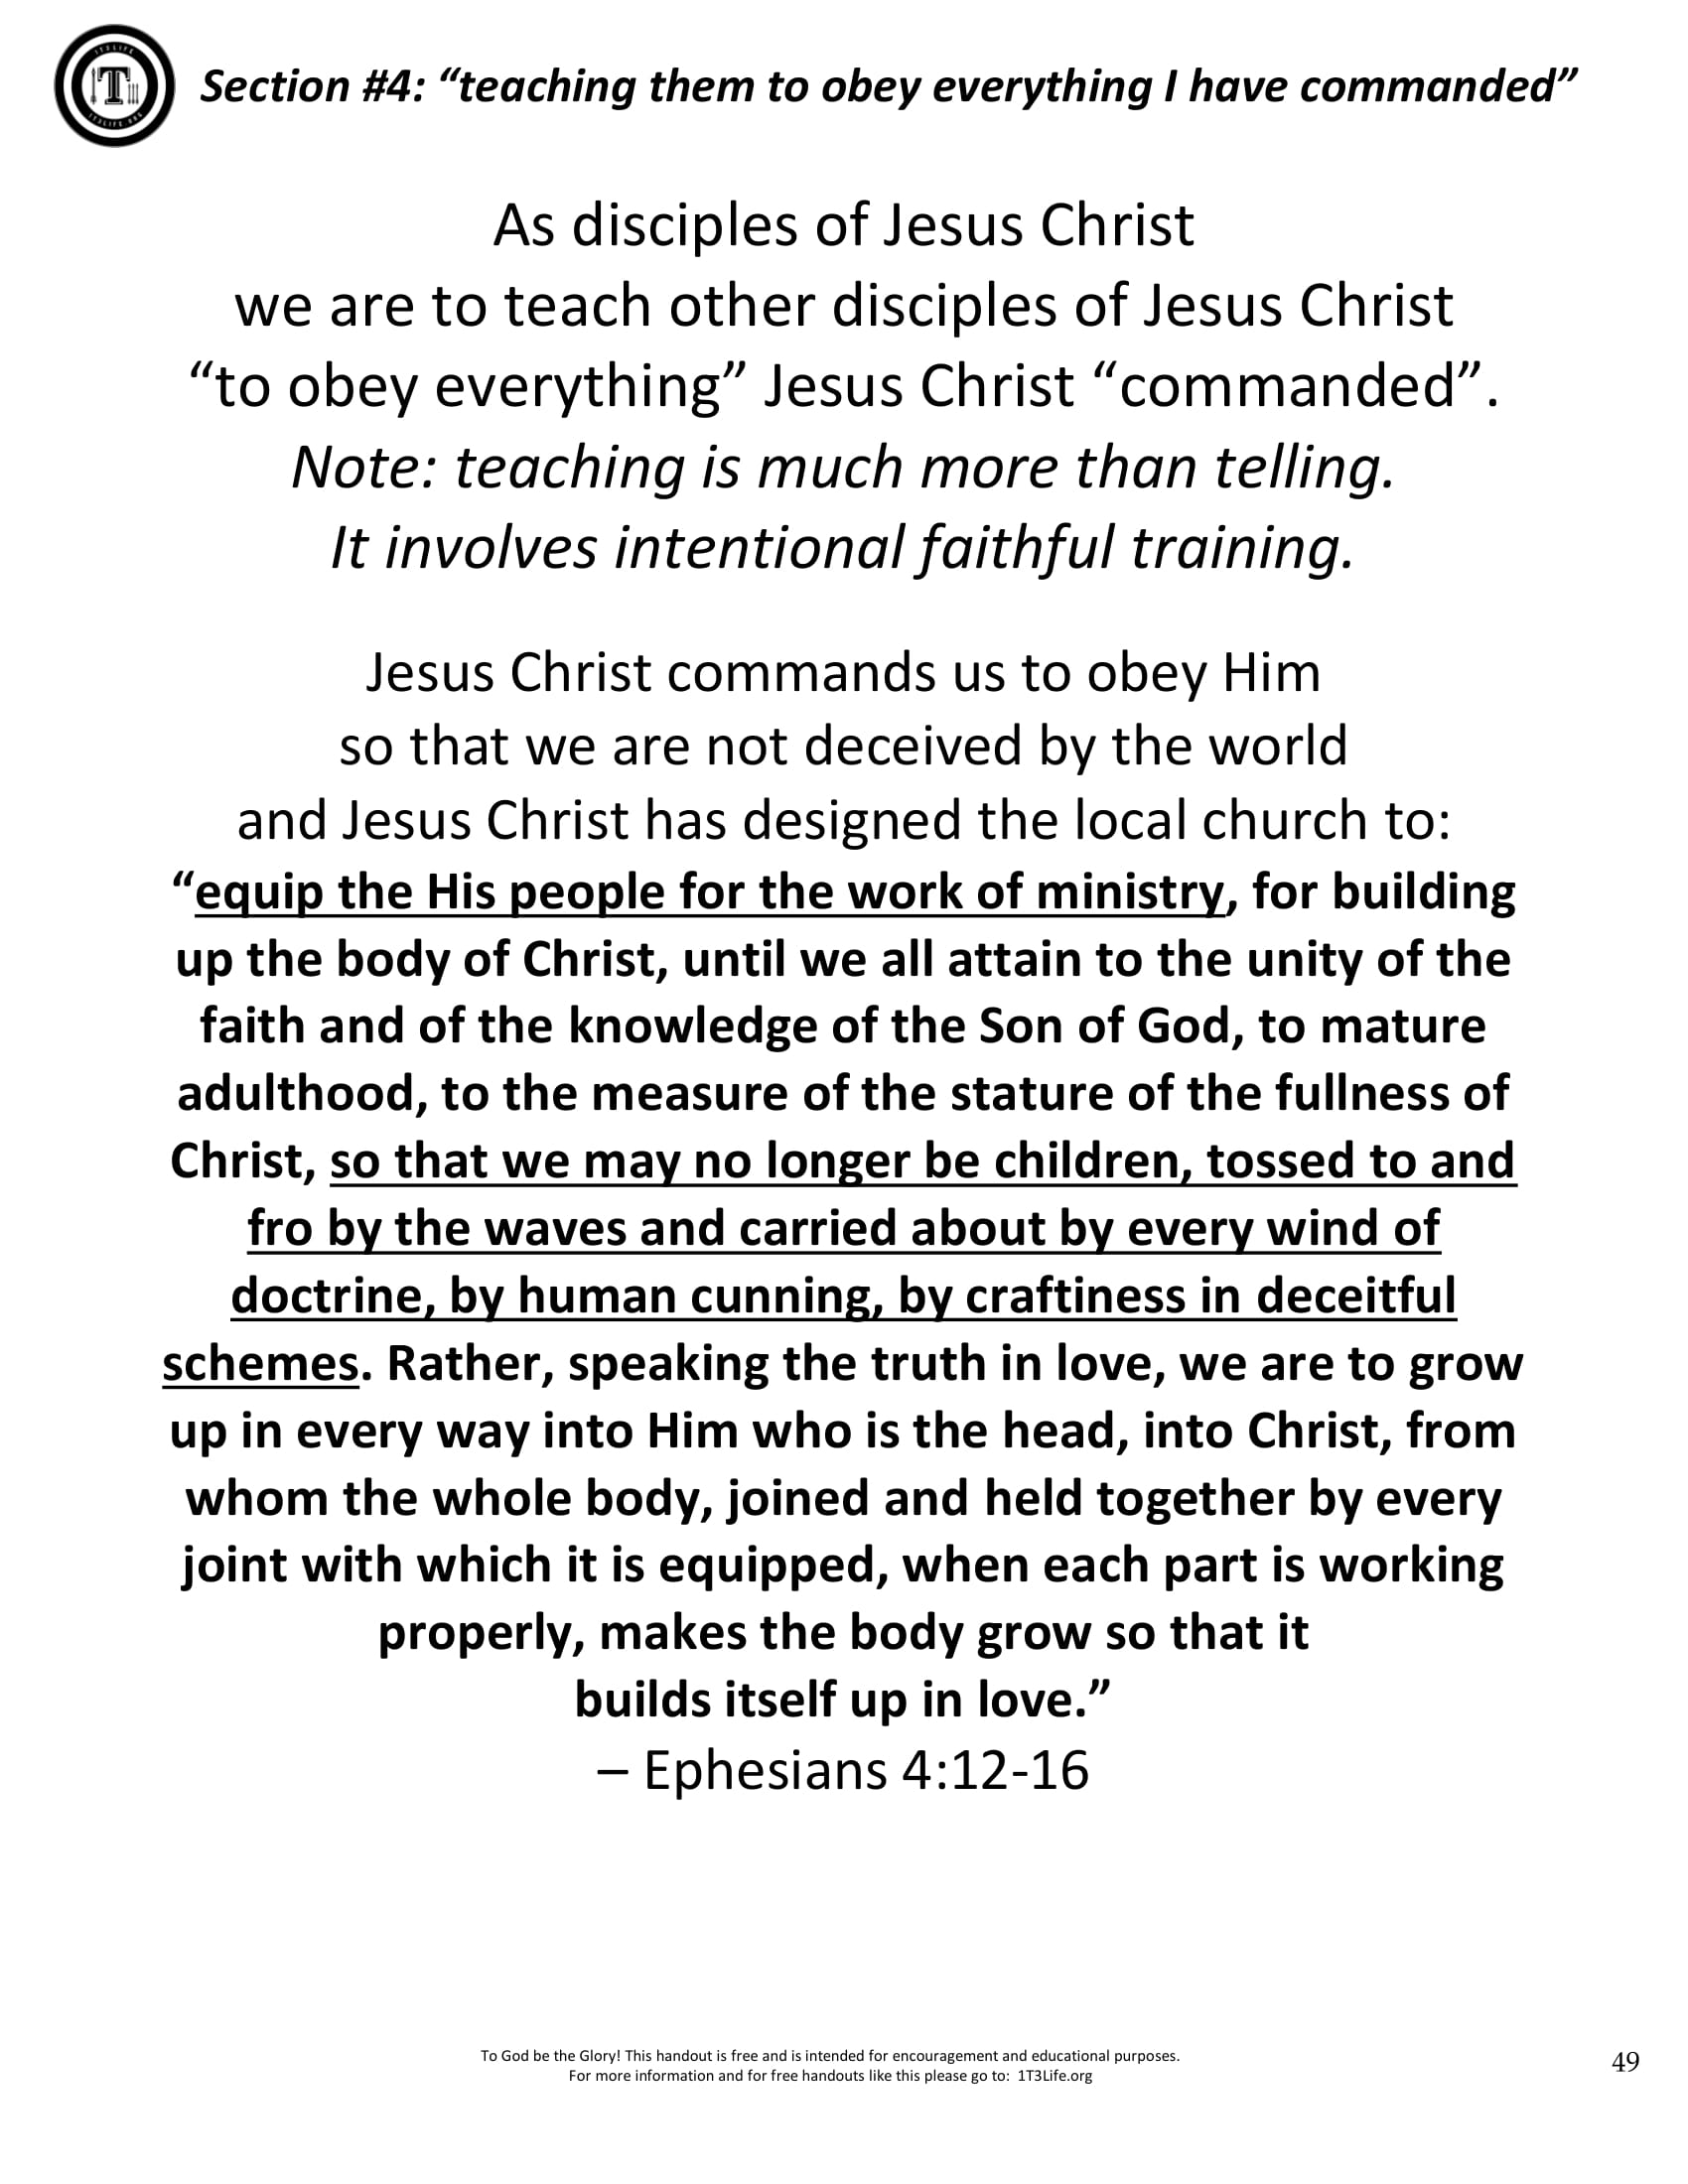 1T3LIFE
T
1T3LIFE.ORG
Section #4: “teaching them to obey everything I have commanded”
As disciples of Jesus Christ
we are to teach other disciples of Jesus Christ
“to obey everything” Jesus Christ “commanded”.
Note: teaching is much more than telling.
It involves intentional faithful training.
Jesus Christ commands us to obey Him
so that we are not deceived by the world
and Jesus Christ has designed the local church to:
“equip the His people for the work of ministry, for building
up the body of Christ, until we all attain to the unity of the
faith and of the knowledge of the Son of God, to mature
adulthood, to the measure of the stature of the fullness of
Christ, so that we may no longer be children, tossed to and
fro by the waves and carried about by every wind of
doctrine, by human cunning, by craftiness in deceitful
schemes. Rather, speaking the truth in love, we are to grow
up in every way into Him who is the head, into Christ, from
whom the whole body, joined and held together by every
joint with which it is equipped, when each part is working
properly, makes the body grow so that it
builds itself up in love.”
– Ephesians 4:12-16
To God be the Glory! This handout is free and is intended for encouragement and educational purposes.
For more information and for free handouts like this please go to:  1T3Life.org
49